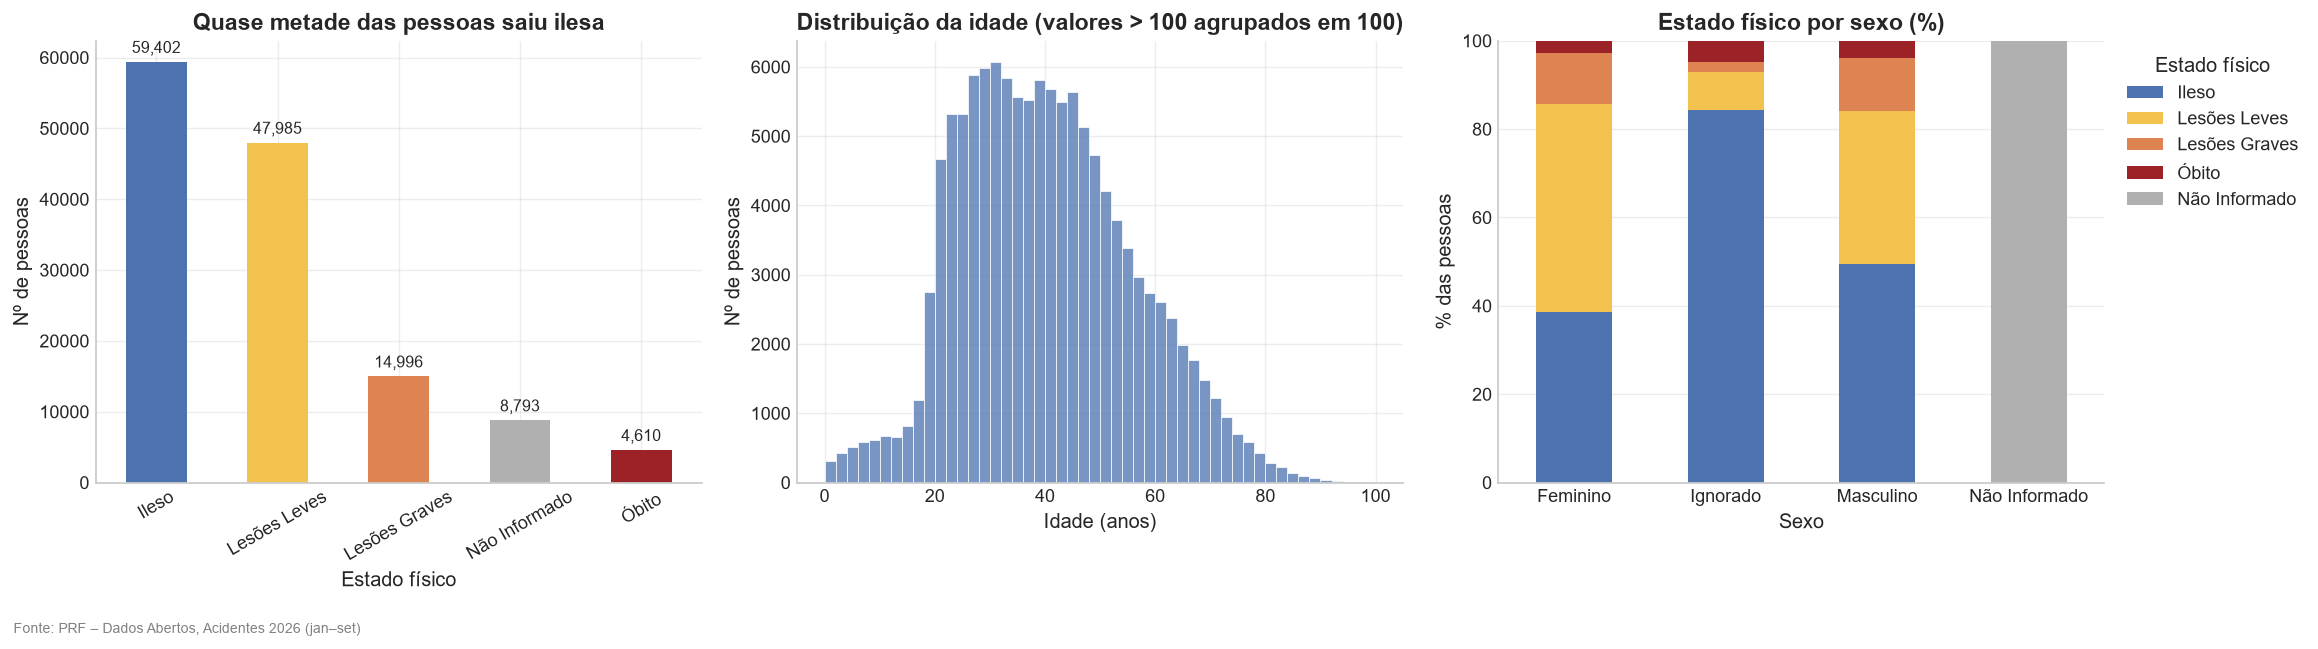 Quase metade das pessoas saiu ilesa
59,402
47,985
14,996
8,793
4,610
60000
50000
40000
30000
20000
10000
0
Nº de pessoas
Ileso
Lesões Leves
Lesões Graves
Não Informado
Óbito
Estado físico
Distribuição da idade (valores > 100 agrupados em 100)
6000
5000
4000
3000
2000
1000
0
Nº de pessoas
0 20 40 60 80 100
Idade (anos)
Estado físico por sexo (%)
100
80
60
40
20
0
% das pessoas
Feminino Ignorado Masculino Não Informado
Sexo
Estado físico
Ileso
Lesões Leves
Lesões Graves
Óbito
Não Informado
Fonte: PRF – Dados Abertos, Acidentes 2026 (jan–set)